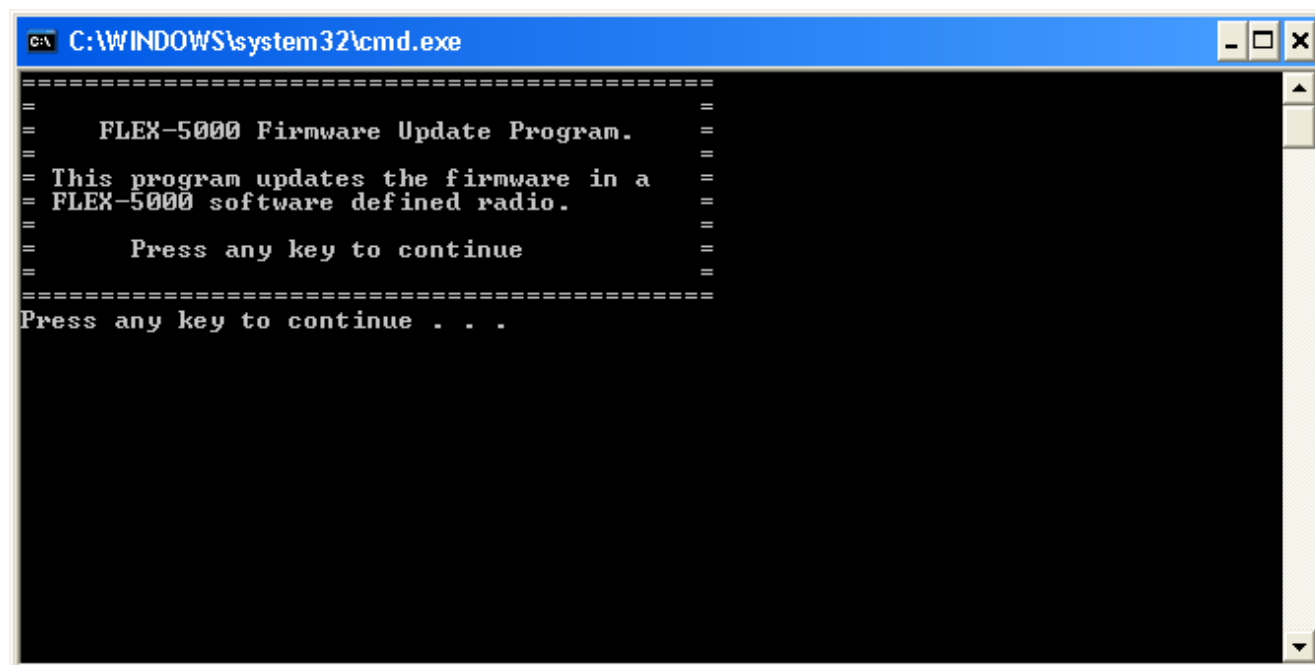 C:\WINDOWS\system32\cmd.exe
============================================
=                                          =
=    FLEX-5000 Firmware Update Program.    =
=                                          =
= This program updates the firmware in a   =
= FLEX-5000 software defined radio.        =
=                                          =
=      Press any key to continue           =
=                                          =
============================================
Press any key to continue . . .